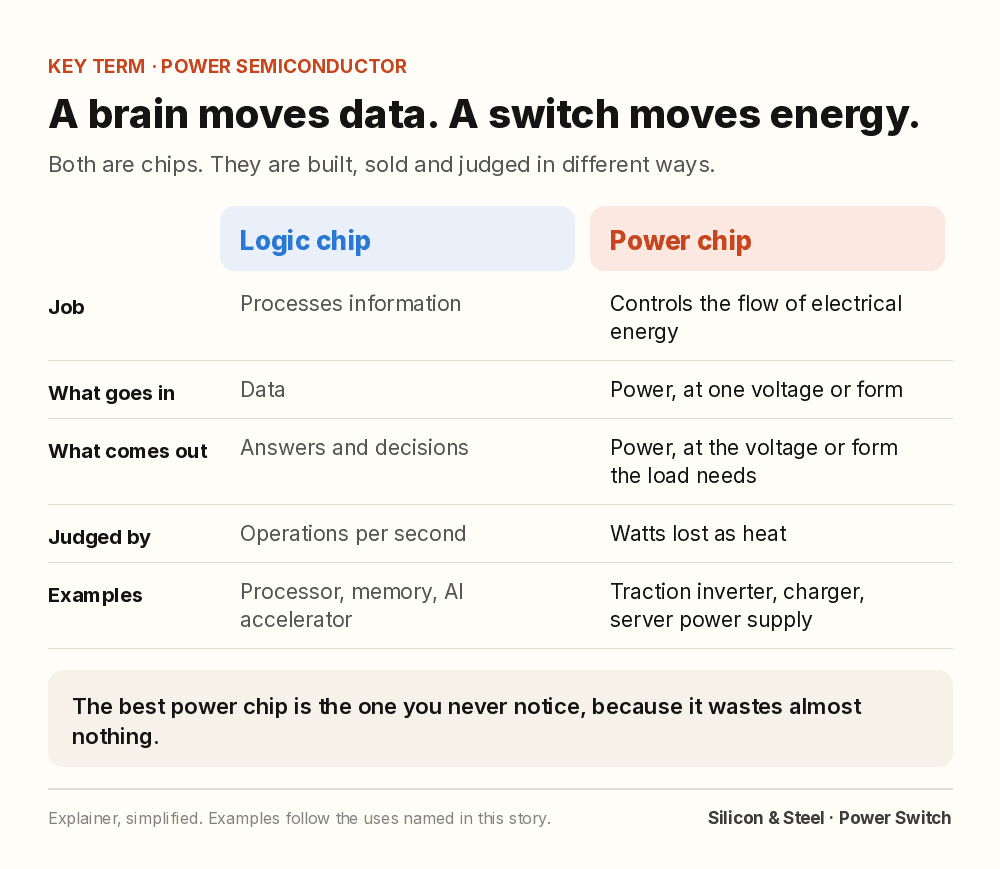 KEY TERM · POWER SEMICONDUCTOR
A brain moves data. A switch moves energy.
Both are chips. They are built, sold and judged in different ways.
Logic chip
Power chip
Job
Processes information
Controls the flow of electrical
energy
What goes in
Data
Power, at one voltage or form
What comes out
Answers and decisions
Power, at the voltage or form
the load needs
Judged by
Operations per second
Watts lost as heat
Examples
Processor, memory, AI
accelerator
Traction inverter, charger,
server power supply
The best power chip is the one you never notice, because it wastes almost
nothing.
Explainer, simplified. Examples follow the uses named in this story.
Silicon & Steel · Power Switch